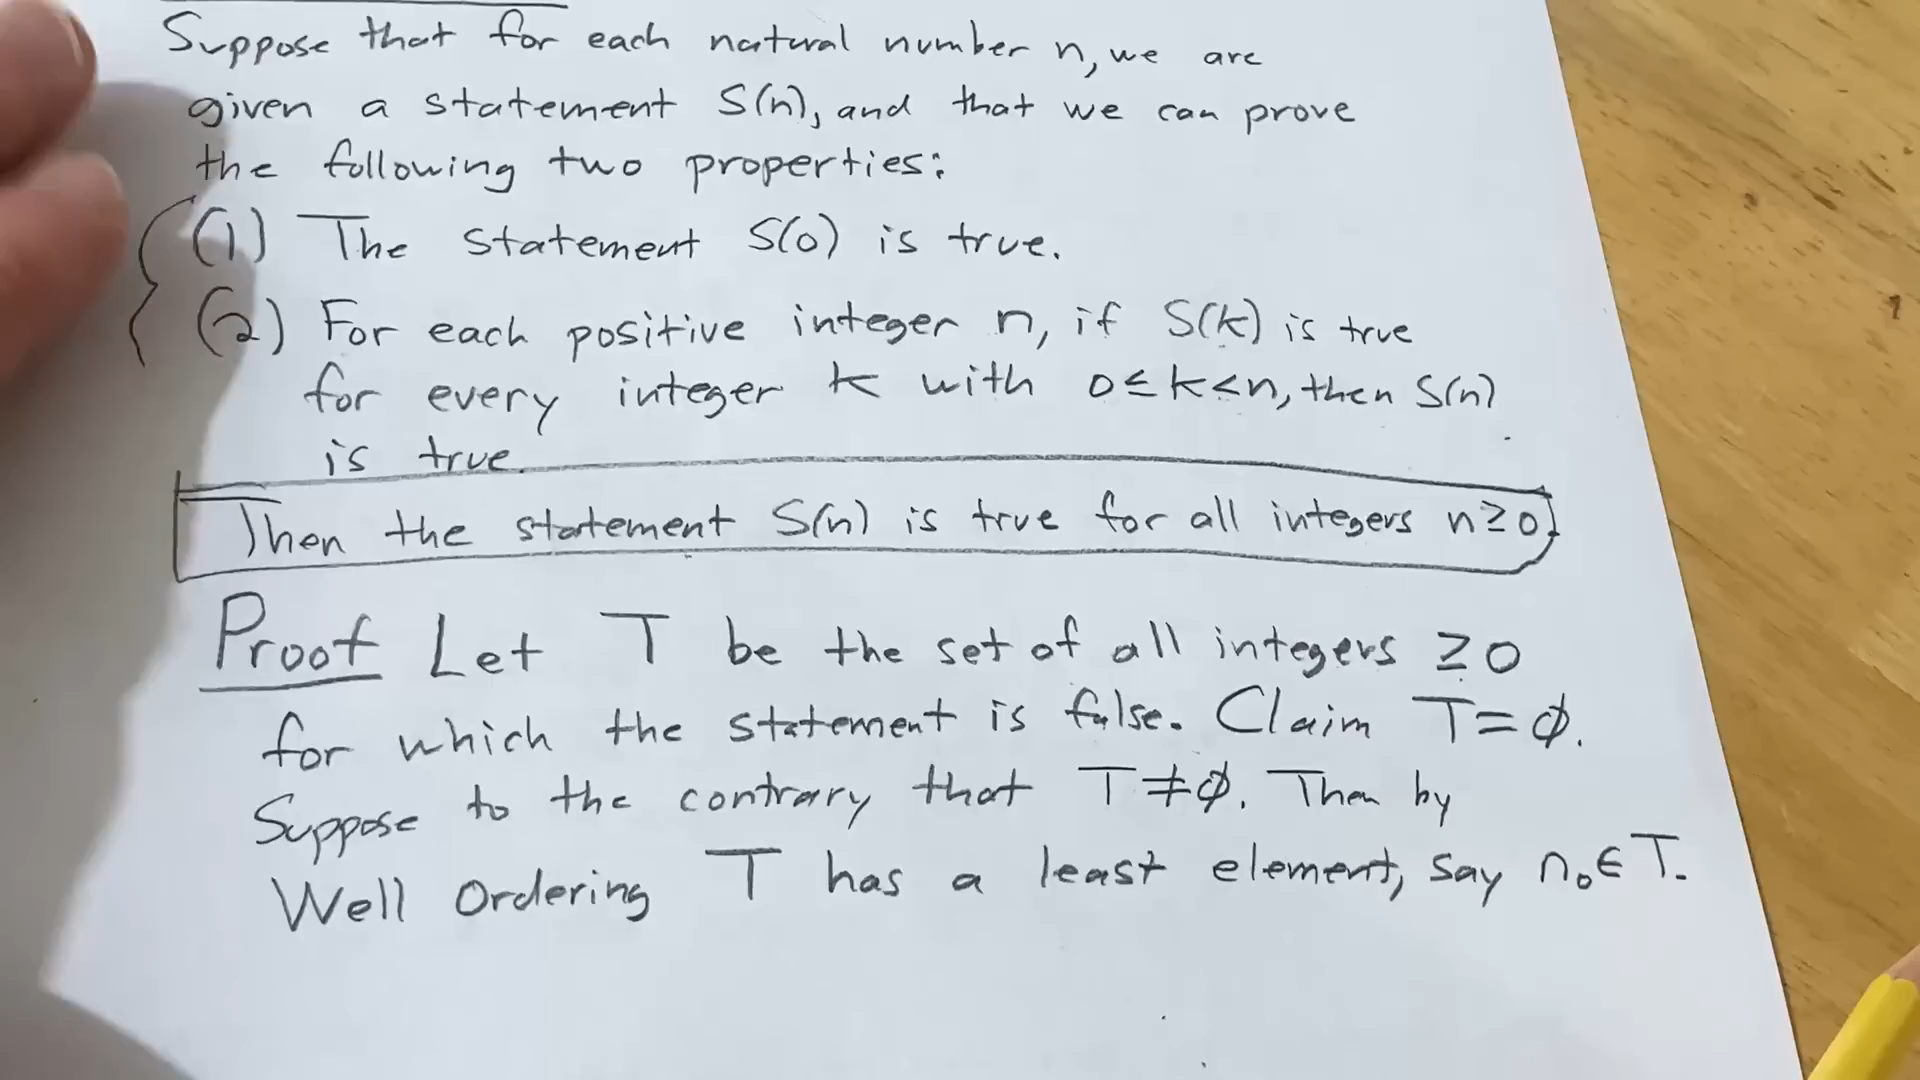 Suppose that for each natural number n, we are
given a statement S(n), and that we can prove
the following two properties:
(1) The statement S(0) is true.
(2) For each positive integer n, if S(k) is true
for every integer k with 0≤k<n, then S(n)
is true.
Then the statement S(n) is true for all integers n≥0.
Proof Let T be the set of all integers ≥0
for which the statement is false. Claim T=∅.
Suppose to the contrary that T≠∅. Then by
Well Ordering T has a least element, say n₀∈T.